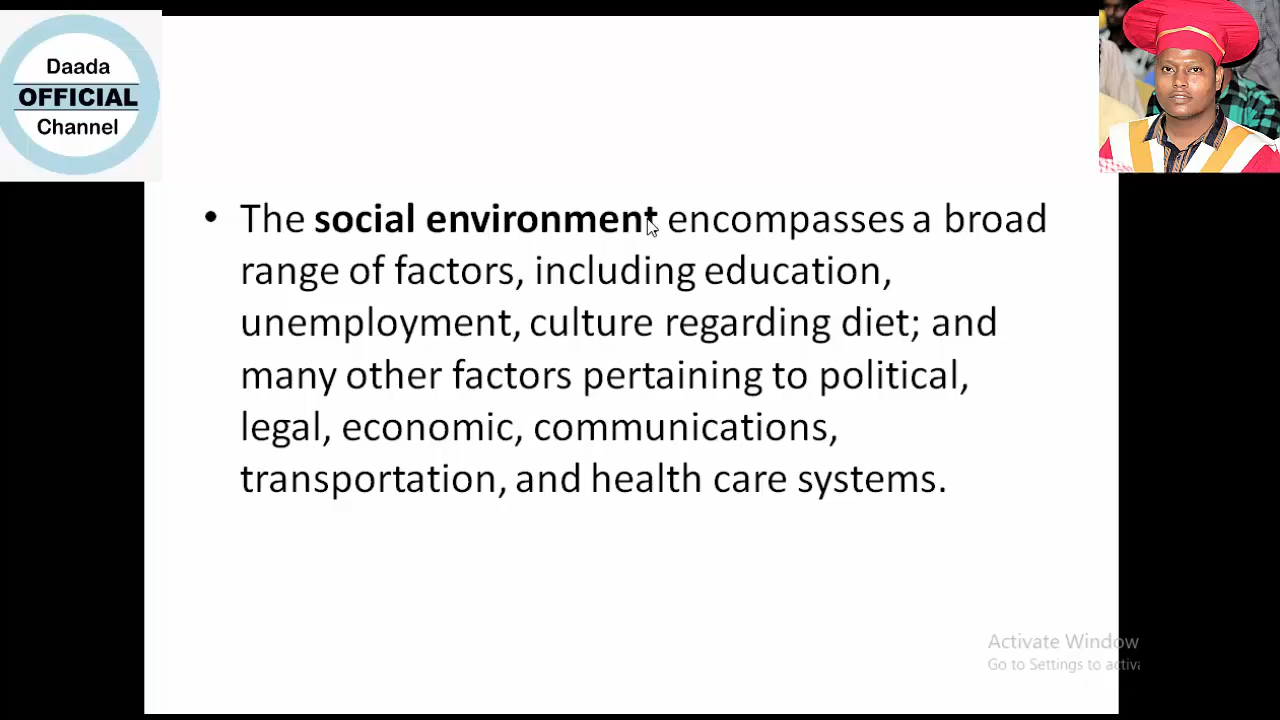 Daada
OFFICIAL
Channel
• The social environment encompasses a broad
range of factors, including education,
unemployment, culture regarding diet; and
many other factors pertaining to political,
legal, economic, communications,
transportation, and health care systems.
Activate Window
Go to Settings to activa